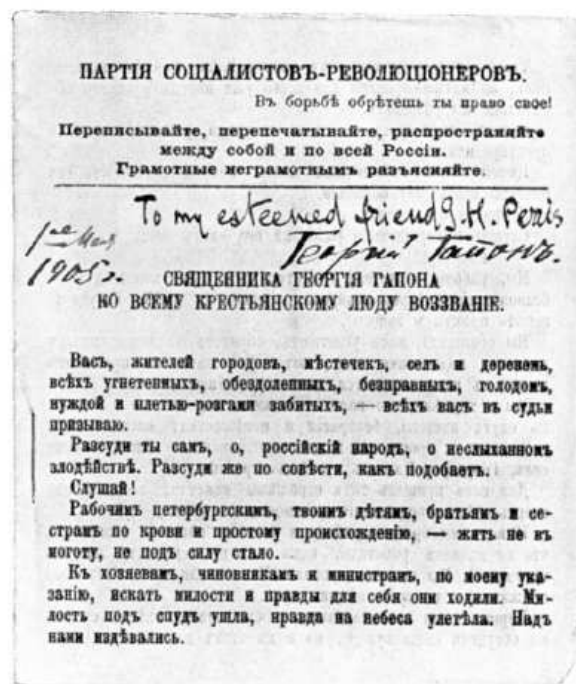 ПАРТІЯ СОЦІАЛИСТОВЪ-РЕВОЛЮЦІОНЕРОВЪ.
Въ борьбѣ обрѣтешь ты право свое!
Переписывайте, перепечатывайте, распространяйте
между собой и по всей Россіи.
Грамотные неграмотнымъ разъясняйте.
To my esteemed friend G. H. Perris
Георгій Гапонъ.
1го Мая
1905 г.
СВЯЩЕННИКА ГЕОРГІЯ ГАПОНА
КО ВСЕМУ КРЕСТЬЯНСКОМУ ЛЮДУ ВОЗЗВАНІЕ.
Васъ, жителей городовъ, мѣстечекъ, селъ и деревень,
всѣхъ угнетенныхъ, обездоленныхъ, безправныхъ, голодомъ,
нуждой и плетью-розгами забитыхъ, — всѣхъ васъ въ судьи
призываю.
Разсуди ты самъ, о, россійскій народъ, о неслыханномъ
злодѣйствѣ. Разсуди же по совѣсти, какъ подобаетъ.
Слушай!
Рабочимъ петербургскимъ, твоимъ дѣтямъ, братьямъ и се-
страмъ по крови и простому происхожденію, — жить не въ
моготу, не подъ силу стало.
Къ хозяевамъ, чиновникамъ и министрамъ, по моему ука-
занію, искать милости и правды для себя они ходили. Ми-
лость подъ спудъ ушла, правда на небеса улетѣла. Надъ
нами издѣвались.